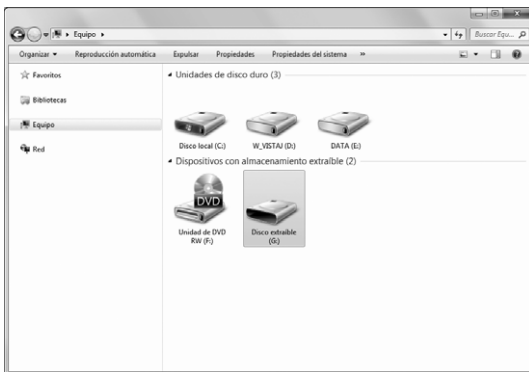 Equipo
Buscar Equ...
Organizar
Reproducción automática
Expulsar
Propiedades
Propiedades del sistema
»
Favoritos
Bibliotecas
Equipo
Red
Unidades de disco duro (3)
Disco local (C:)
W_VISTAJ (D:)
DATA (E:)
Dispositivos con almacenamiento extraíble (2)
DVD
Unidad de DVD
RW (F:)
Disco extraíble
(G:)